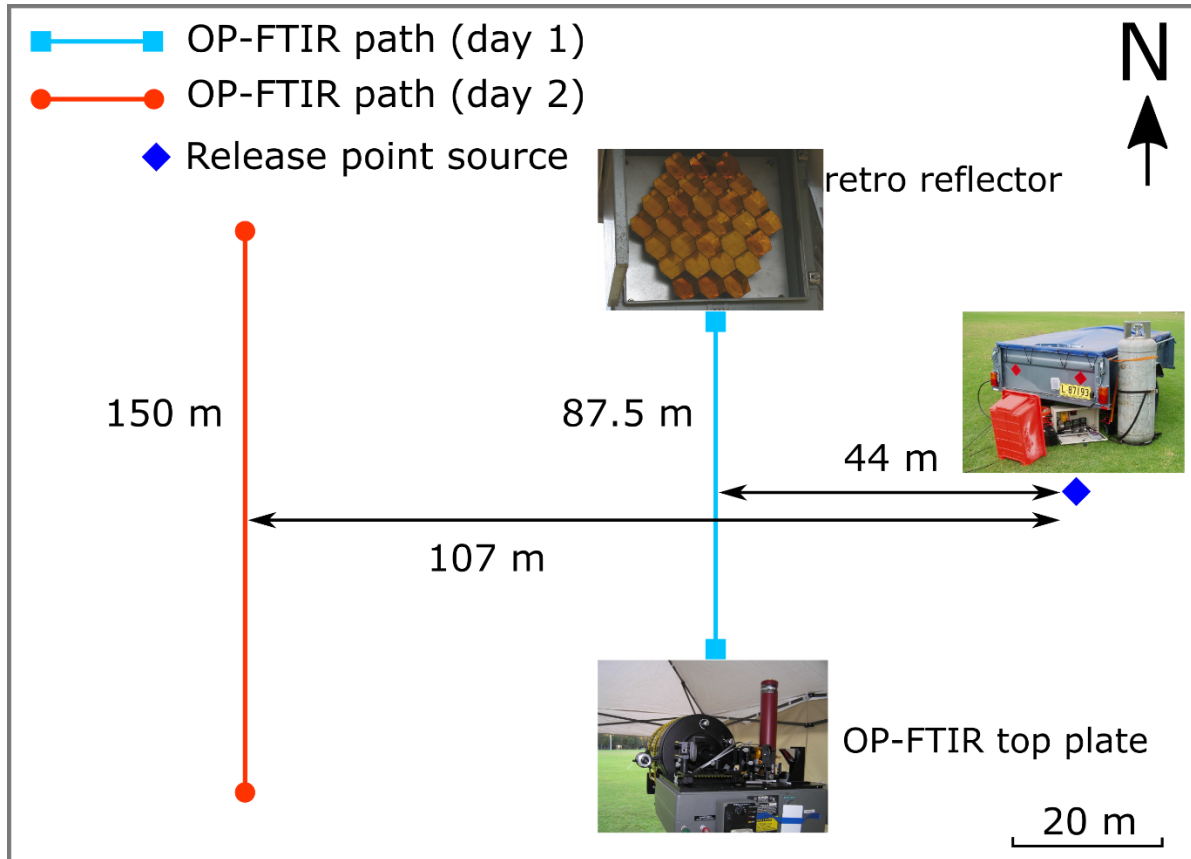 OP-FTIR path (day 1)
OP-FTIR path (day 2)
Release point source
N
retro reflector
L 87193
150 m
87.5 m
44 m
107 m
OP-FTIR top plate
20 m